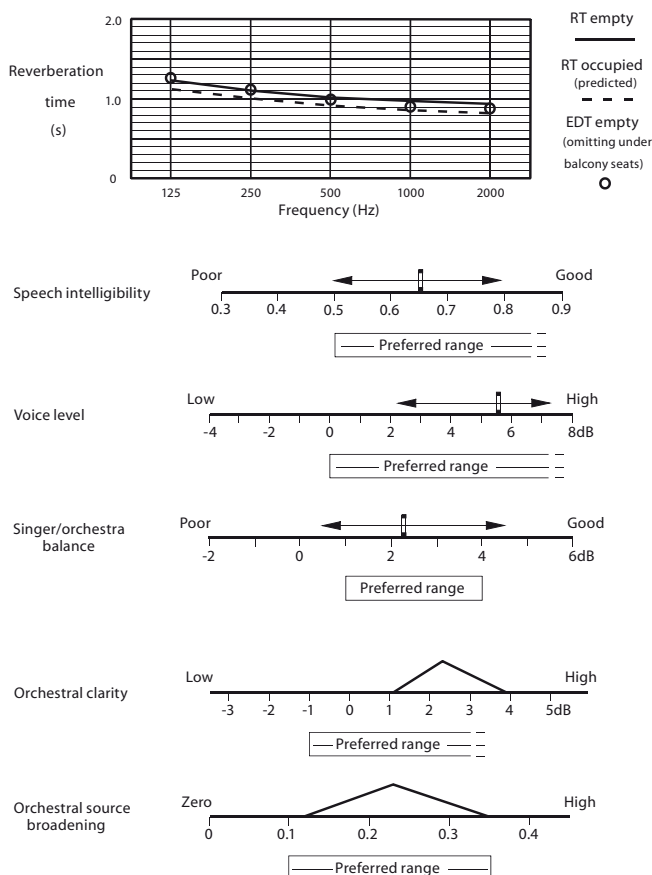 2.0
Reverberation
time
(s)
1.0
0
125 250 500 1000 2000
Frequency (Hz)
RT empty
RT occupied
(predicted)
EDT empty
(omitting under
balcony seats)
Speech intelligibility
Poor Good
0.3 0.4 0.5 0.6 0.7 0.8 0.9
Preferred range
Voice level
Low High
-4 -2 0 2 4 6 8dB
Preferred range
Singer/orchestra
balance
Poor Good
-2 0 2 4 6dB
Preferred range
Orchestral clarity
Low High
-3 -2 -1 0 1 2 3 4 5dB
Preferred range
Orchestral source
broadening
Zero High
0 0.1 0.2 0.3 0.4
Preferred range